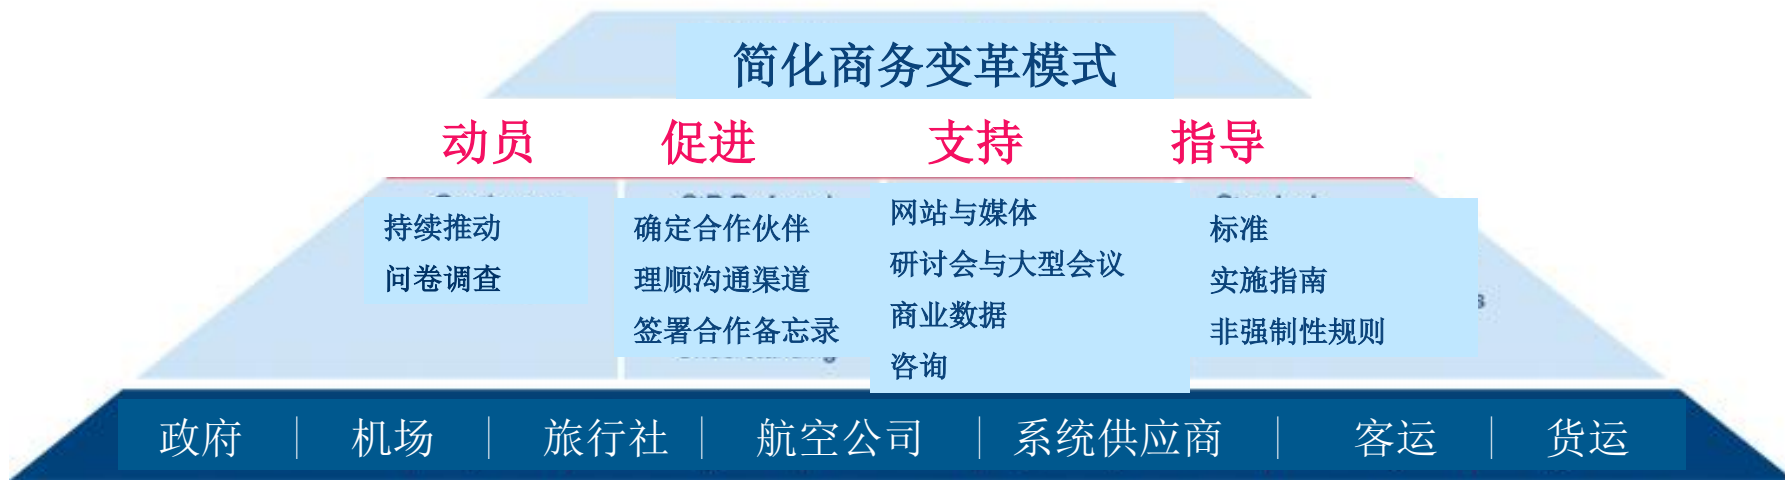 简化商务变革模式
动员 促进 支持 指导
持续推动
问卷调查
确定合作伙伴
理顺沟通渠道
签署合作备忘录
网站与媒体
研讨会与大型会议
商业数据
咨询
标准
实施指南
非强制性规则
政府 | 机场 | 旅行社 | 航空公司 | 系统供应商 | 客运 | 货运